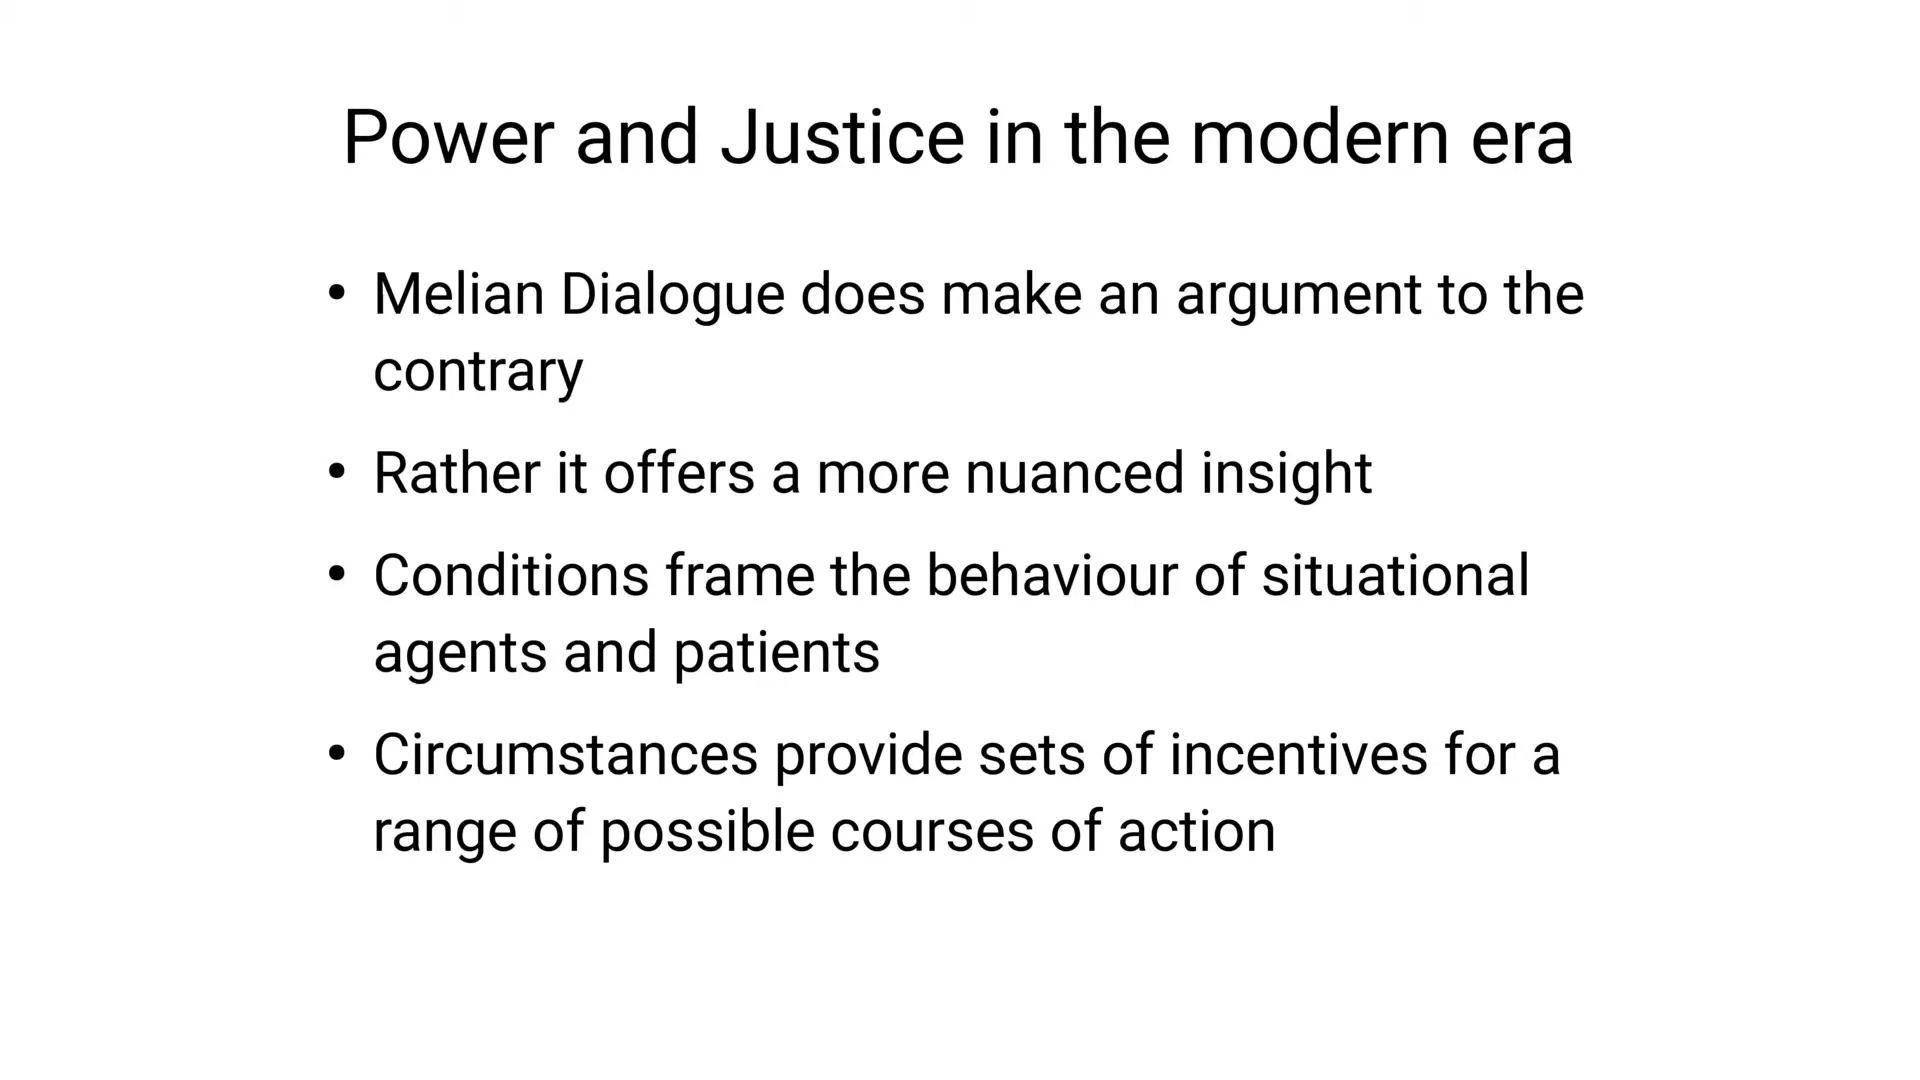 Power and Justice in the modern era
• Melian Dialogue does make an argument to the
contrary
• Rather it offers a more nuanced insight
• Conditions frame the behaviour of situational
agents and patients
• Circumstances provide sets of incentives for a
range of possible courses of action